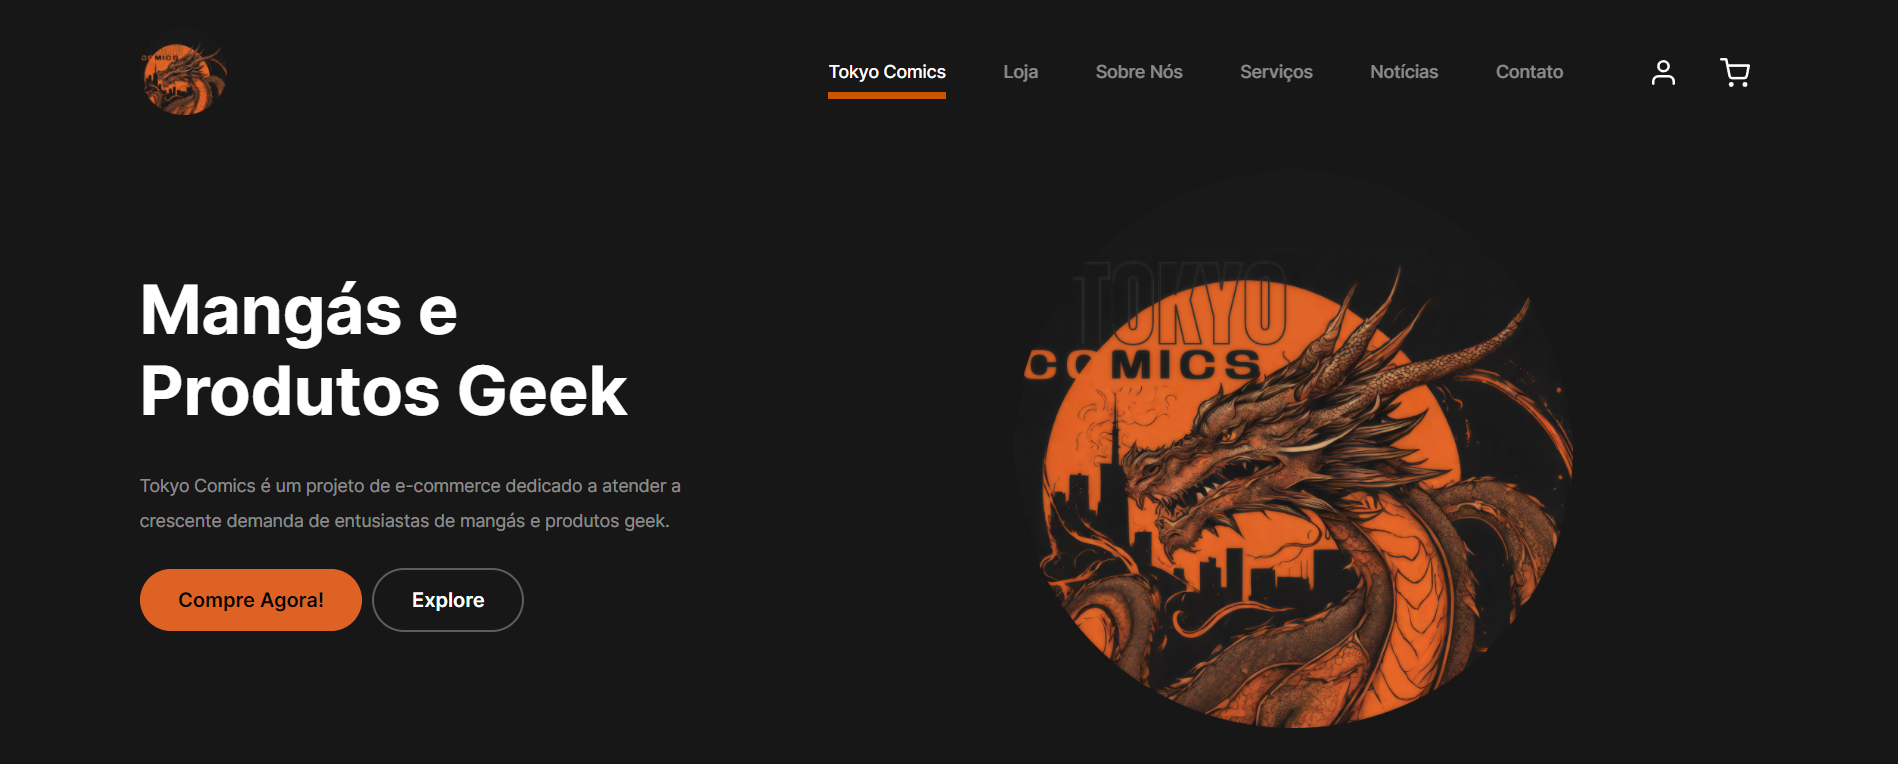 COMICS
Tokyo Comics
Loja
Sobre Nós
Serviços
Notícias
Contato
Mangás e
Produtos Geek
Tokyo Comics é um projeto de e-commerce dedicado a atender a
crescente demanda de entusiastas de mangás e produtos geek.
Compre Agora!
Explore
TOKYO
COMICS